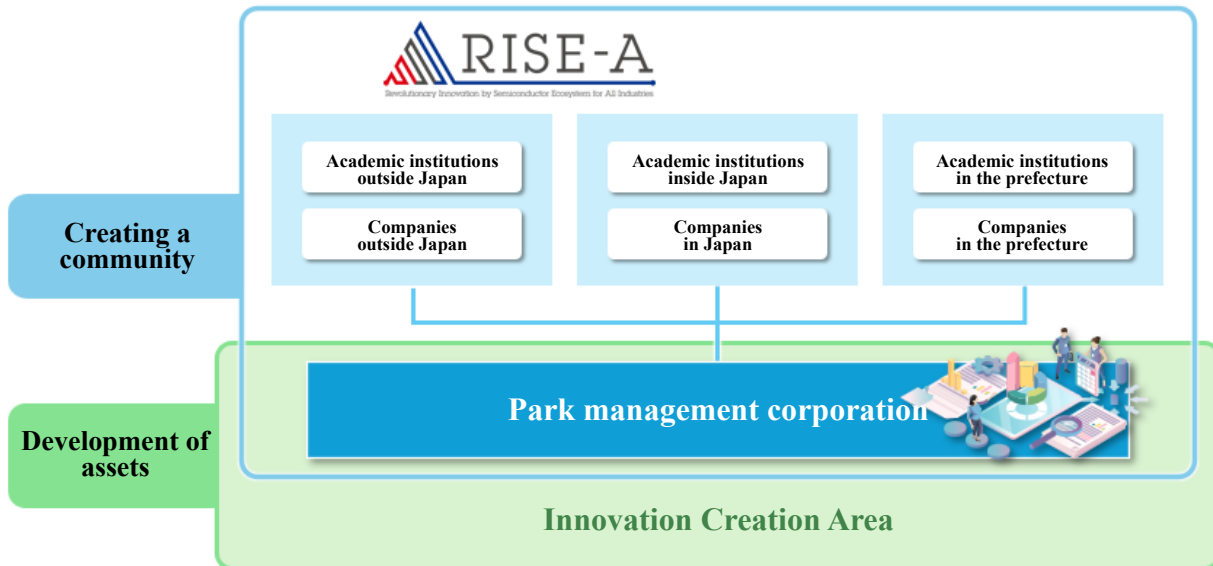 RISE-A
Revolutionary Innovation by Semiconductor Ecosystem for All Industries
Academic institutions
outside Japan
Academic institutions
inside Japan
Academic institutions
in the prefecture
Companies
outside Japan
Companies
in Japan
Companies
in the prefecture
Creating a
community
Park management corporation
Development of
assets
Innovation Creation Area